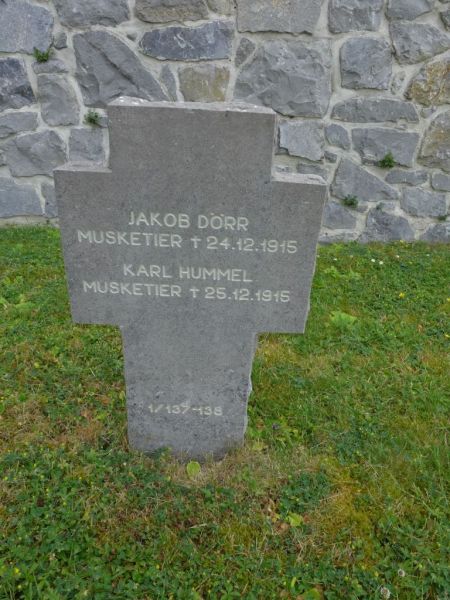 JAKOB DÖRR
MUSKETIER † 24.12.1915
KARL HUMMEL
MUSKETIER † 25.12.1915
1/137-138